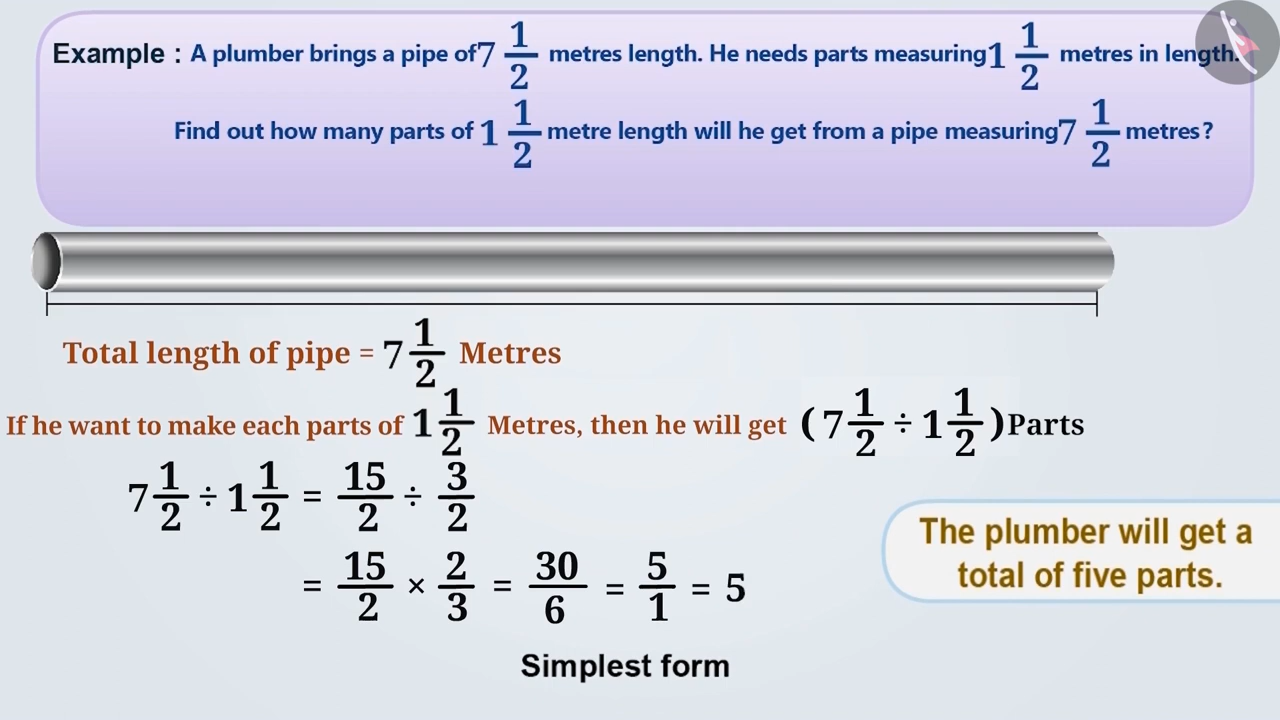 Example : A plumber brings a pipe of 7 1/2 metres length. He needs parts measuring 1 1/2 metres in length.
Find out how many parts of 1 1/2 metre length will he get from a pipe measuring 7 1/2 metres?
Total length of pipe = 7 1/2 Metres
If he want to make each parts of 1 1/2 Metres, then he will get ( 7 1/2 ÷ 1 1/2 ) Parts
7 1/2 ÷ 1 1/2 = 15/2 ÷ 3/2
= 15/2 × 2/3 = 30/6 = 5/1 = 5
The plumber will get a
total of five parts.
Simplest form